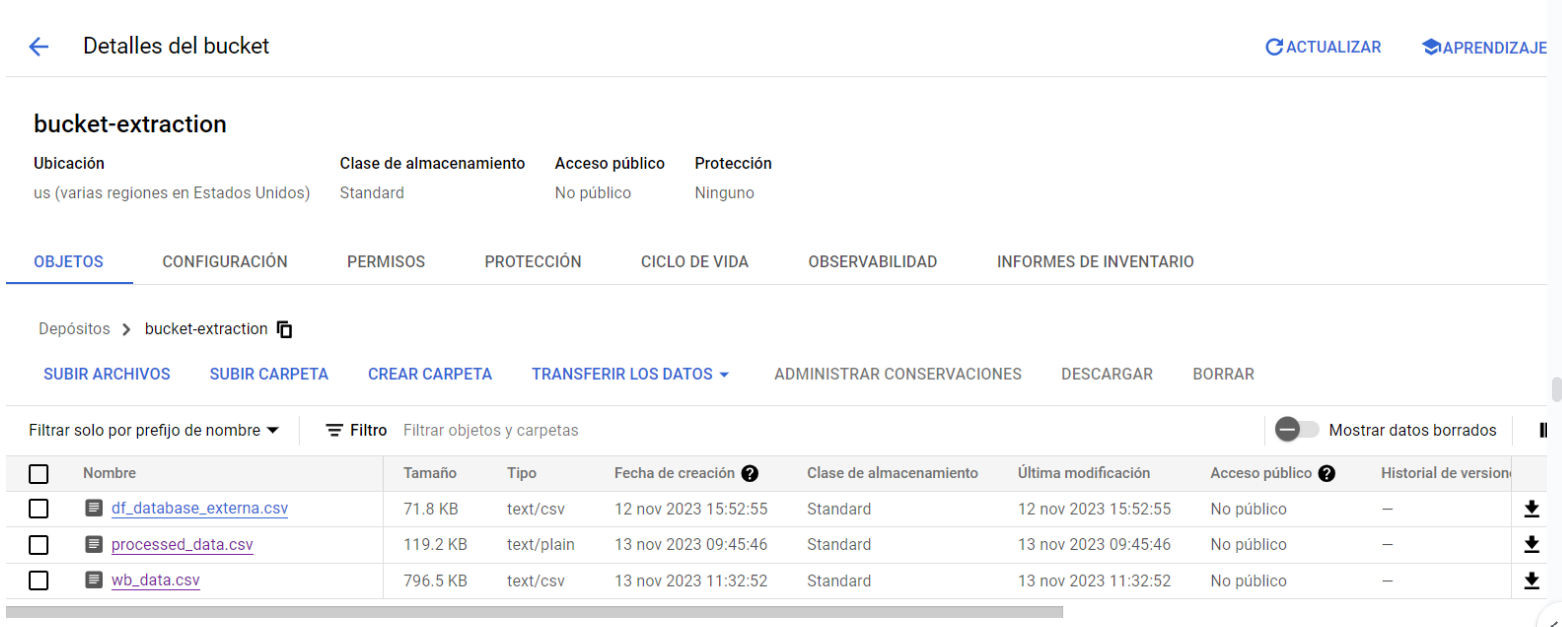 Detalles del bucket ACTUALIZAR APRENDIZAJE
bucket-extraction
Ubicación Clase de almacenamiento Acceso público Protección
us (varias regiones en Estados Unidos) Standard No público Ninguno
OBJETOS CONFIGURACIÓN PERMISOS PROTECCIÓN CICLO DE VIDA OBSERVABILIDAD INFORMES DE INVENTARIO
Depósitos bucket-extraction
SUBIR ARCHIVOS SUBIR CARPETA CREAR CARPETA TRANSFERIR LOS DATOS ADMINISTRAR CONSERVACIONES DESCARGAR BORRAR
Filtrar solo por prefijo de nombre Filtro Filtrar objetos y carpetas Mostrar datos borrados
Nombre Tamaño Tipo Fecha de creación Clase de almacenamiento Última modificación Acceso público Historial de version
df_database_externa.csv 71.8 KB text/csv 12 nov 2023 15:52:55 Standard 12 nov 2023 15:52:55 No público —
processed_data.csv 119.2 KB text/plain 13 nov 2023 09:45:46 Standard 13 nov 2023 09:45:46 No público —
wb_data.csv 796.5 KB text/csv 13 nov 2023 11:32:52 Standard 13 nov 2023 11:32:52 No público —